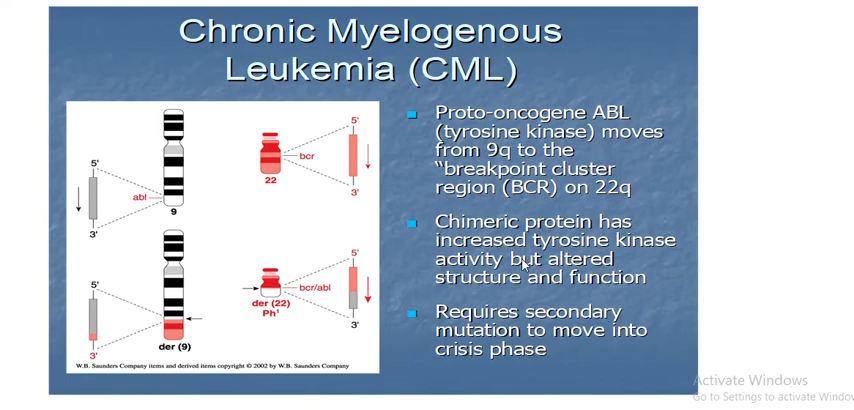 Chronic Myelogenous
Leukemia (CML)
5'
abl
3'
9
bcr
22
5'
3'
5'
3'
der (9)
bcr/abl
der (22)
Ph¹
5'
3'
W.B. Saunders Company items and derived items copyright © 2002 by W.B. Saunders Company
Proto-oncogene ABL
(tyrosine kinase) moves
from 9q to the
“breakpoint cluster
region (BCR) on 22q
Chimeric protein has
increased tyrosine kinase
activity but altered
structure and function
Requires secondary
mutation to move into
crisis phase
Activate Windows
Go to Settings to activate Window